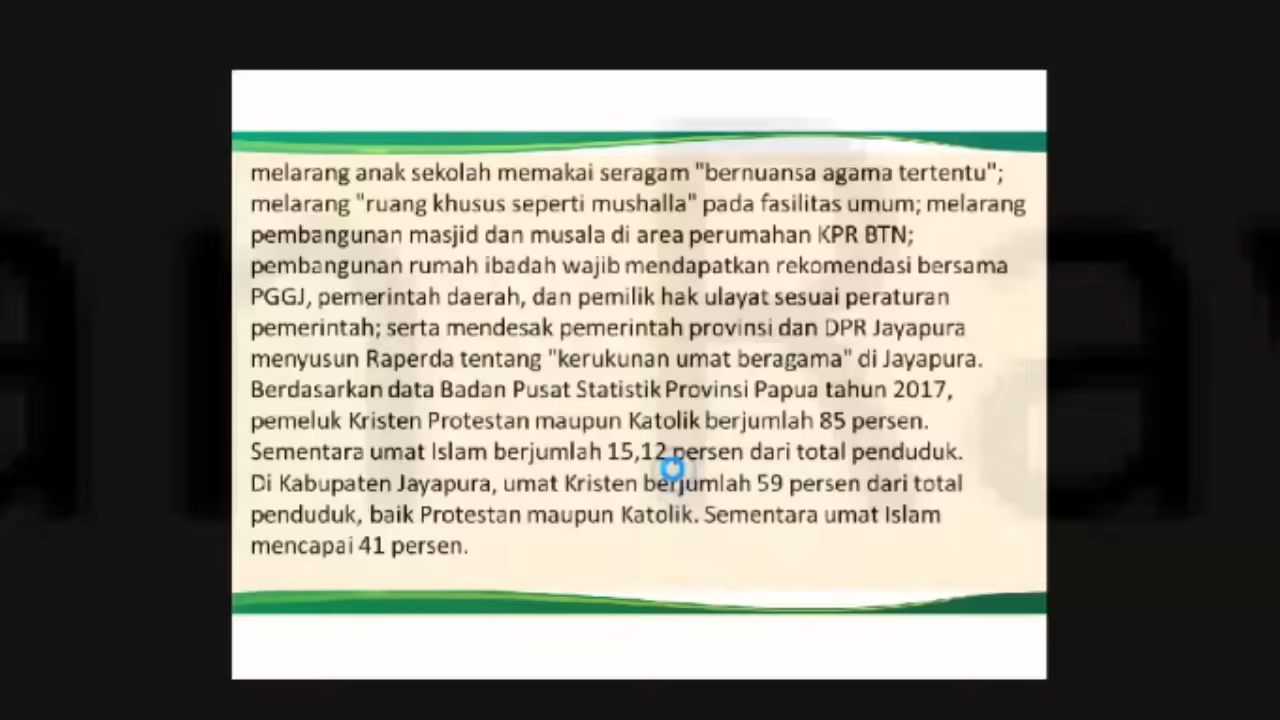 melarang anak sekolah memakai seragam "bernuansa agama tertentu";
melarang "ruang khusus seperti mushalla" pada fasilitas umum; melarang
pembangunan masjid dan musala di area perumahan KPR BTN;
pembangunan rumah ibadah wajib mendapatkan rekomendasi bersama
PGGJ, pemerintah daerah, dan pemilik hak ulayat sesuai peraturan
pemerintah; serta mendesak pemerintah provinsi dan DPR Jayapura
menyusun Raperda tentang "kerukunan umat beragama" di Jayapura.
Berdasarkan data Badan Pusat Statistik Provinsi Papua tahun 2017,
pemeluk Kristen Protestan maupun Katolik berjumlah 85 persen.
Sementara umat Islam berjumlah 15,12 persen dari total penduduk.
Di Kabupaten Jayapura, umat Kristen berjumlah 59 persen dari total
penduduk, baik Protestan maupun Katolik. Sementara umat Islam
mencapai 41 persen.